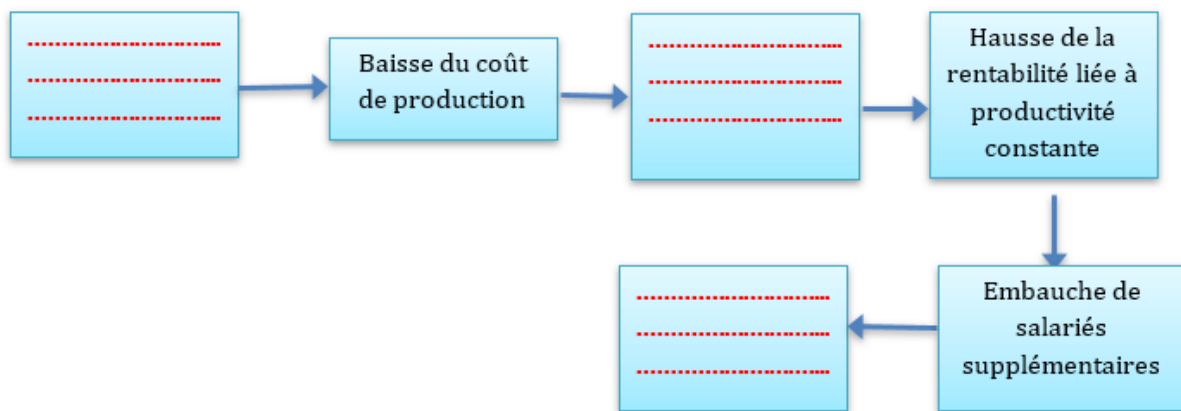 Baisse du coût
de production
Hausse de la
rentabilité liée à
productivité
constante
Embauche de
salariés
supplémentaires